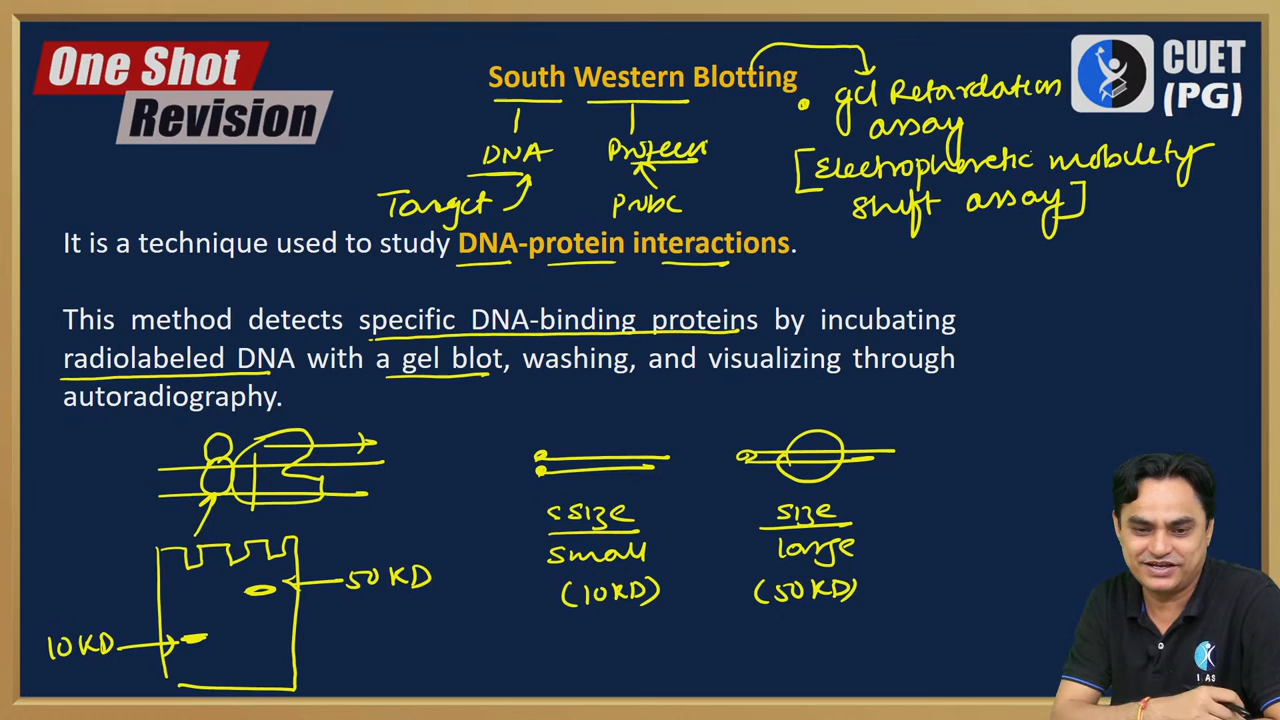 One Shot
Revision
South Western Blotting
CUET
(PG)
• gel Retardation
assay
[Electrophoretic mobility
shift assay]
DNA Protein
Target Probe
It is a technique used to study DNA-protein interactions.
This method detects specific DNA-binding proteins by incubating
radiolabeled DNA with a gel blot, washing, and visualizing through
autoradiography.
size
small
(10KD)
size
large
(50KD)
50KD
10KD
I AS